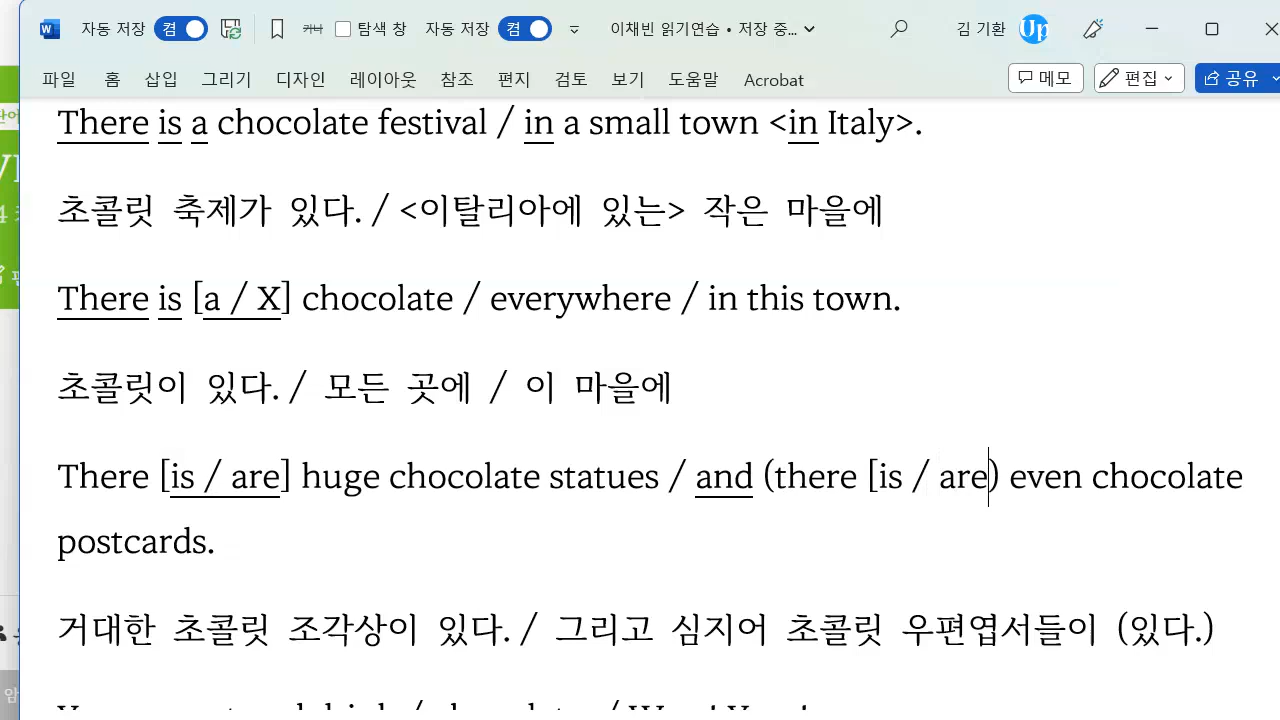 자동 저장 켬 가나 탐색 창 자동 저장 켬 이채빈 읽기연습 • 저장 중... 김 기환 Up
파일 홈 삽입 그리기 디자인 레이아웃 참조 편지 검토 보기 도움말 Acrobat 메모 편집 공유
There is a chocolate festival / in a small town <in Italy>.
초콜릿 축제가 있다. / <이탈리아에 있는> 작은 마을에
There is [a / X] chocolate / everywhere / in this town.
초콜릿이 있다. / 모든 곳에 / 이 마을에
There [is / are] huge chocolate statues / and (there [is / are) even chocolate
postcards.
거대한 초콜릿 조각상이 있다. / 그리고 심지어 초콜릿 우편엽서들이 (있다.)